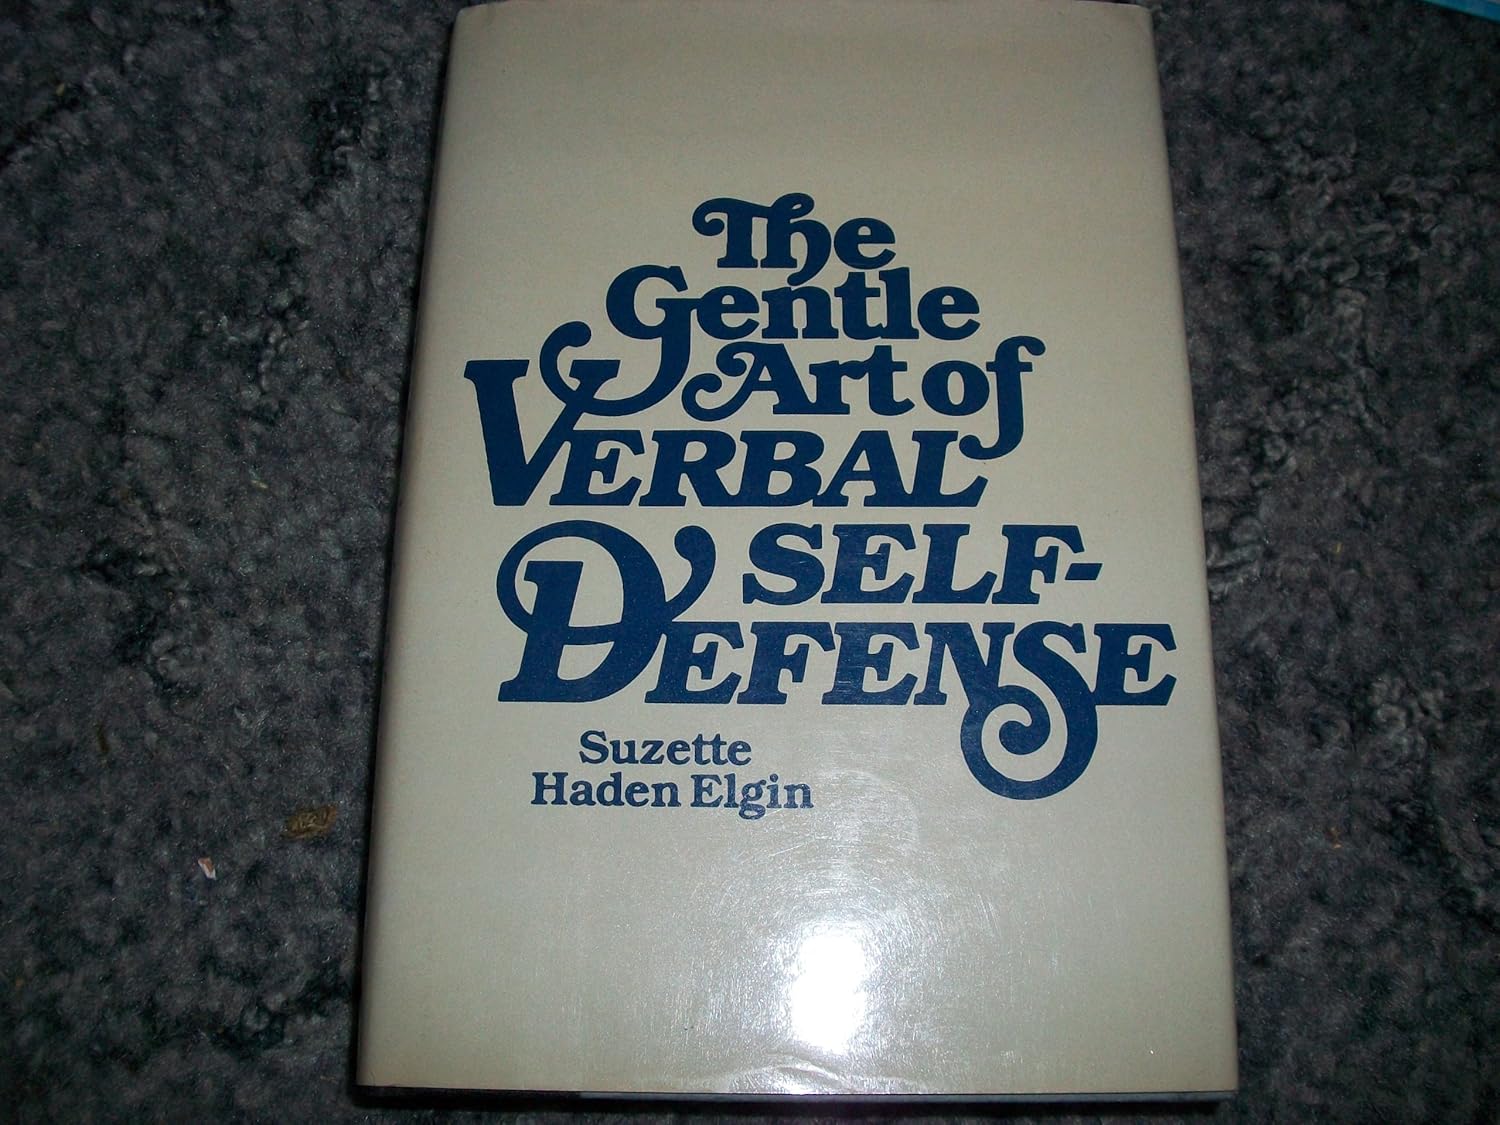 The
Gentle
Art of
VERBAL
SELF-
DEFENSE
Suzette
Haden Elgin